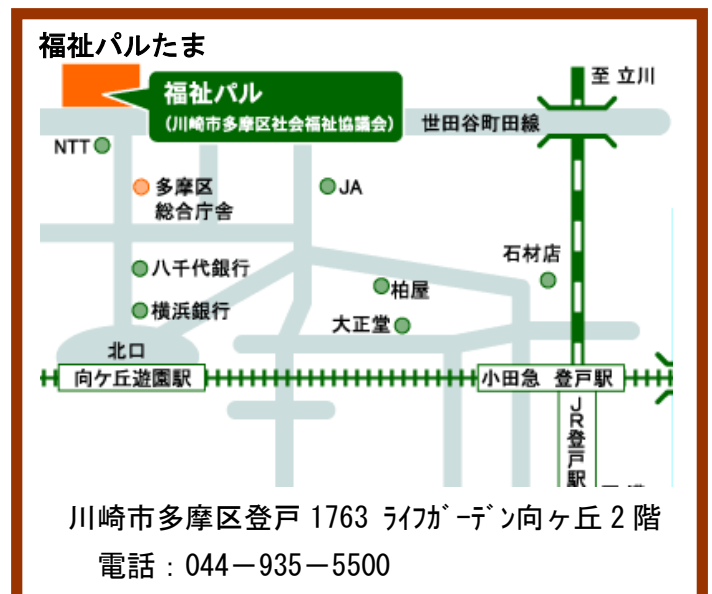 福祉パルたま
至 立川
福祉パル
(川崎市多摩区社会福祉協議会)
世田谷町田線
NTT
多摩区
総合庁舎
JA
石材店
八千代銀行
柏屋
横浜銀行
大正堂
北口
向ケ丘遊園駅
小田急 登戸駅
JR登戸駅
川崎市多摩区登戸 1763 ﾗｲﾌｶﾞｰﾃﾞﾝ向ヶ丘 2 階
電話：044－935－5500